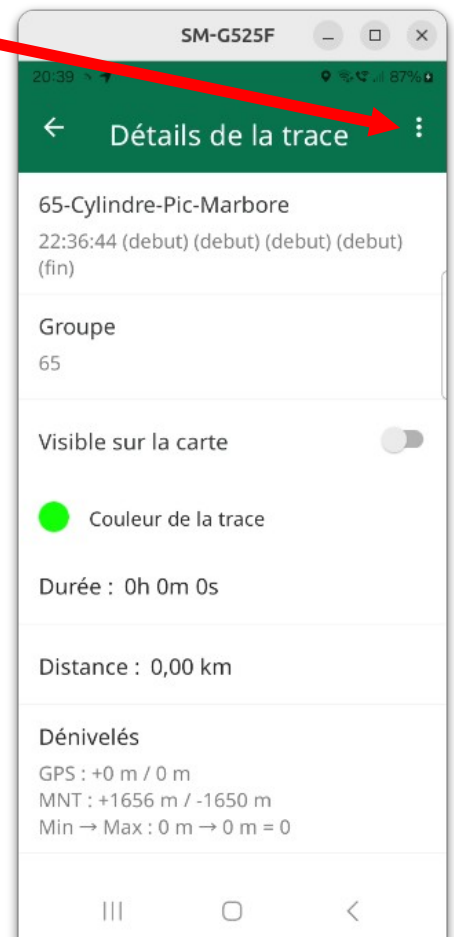 SM-G525F
20:39 87%
Détails de la trace
65-Cylindre-Pic-Marbore
22:36:44 (debut) (debut) (debut) (debut)
(fin)
Groupe
65
Visible sur la carte
Couleur de la trace
Durée : 0h 0m 0s
Distance : 0,00 km
Dénivelés
GPS : +0 m / 0 m
MNT : +1656 m / -1650 m
Min → Max : 0 m → 0 m = 0